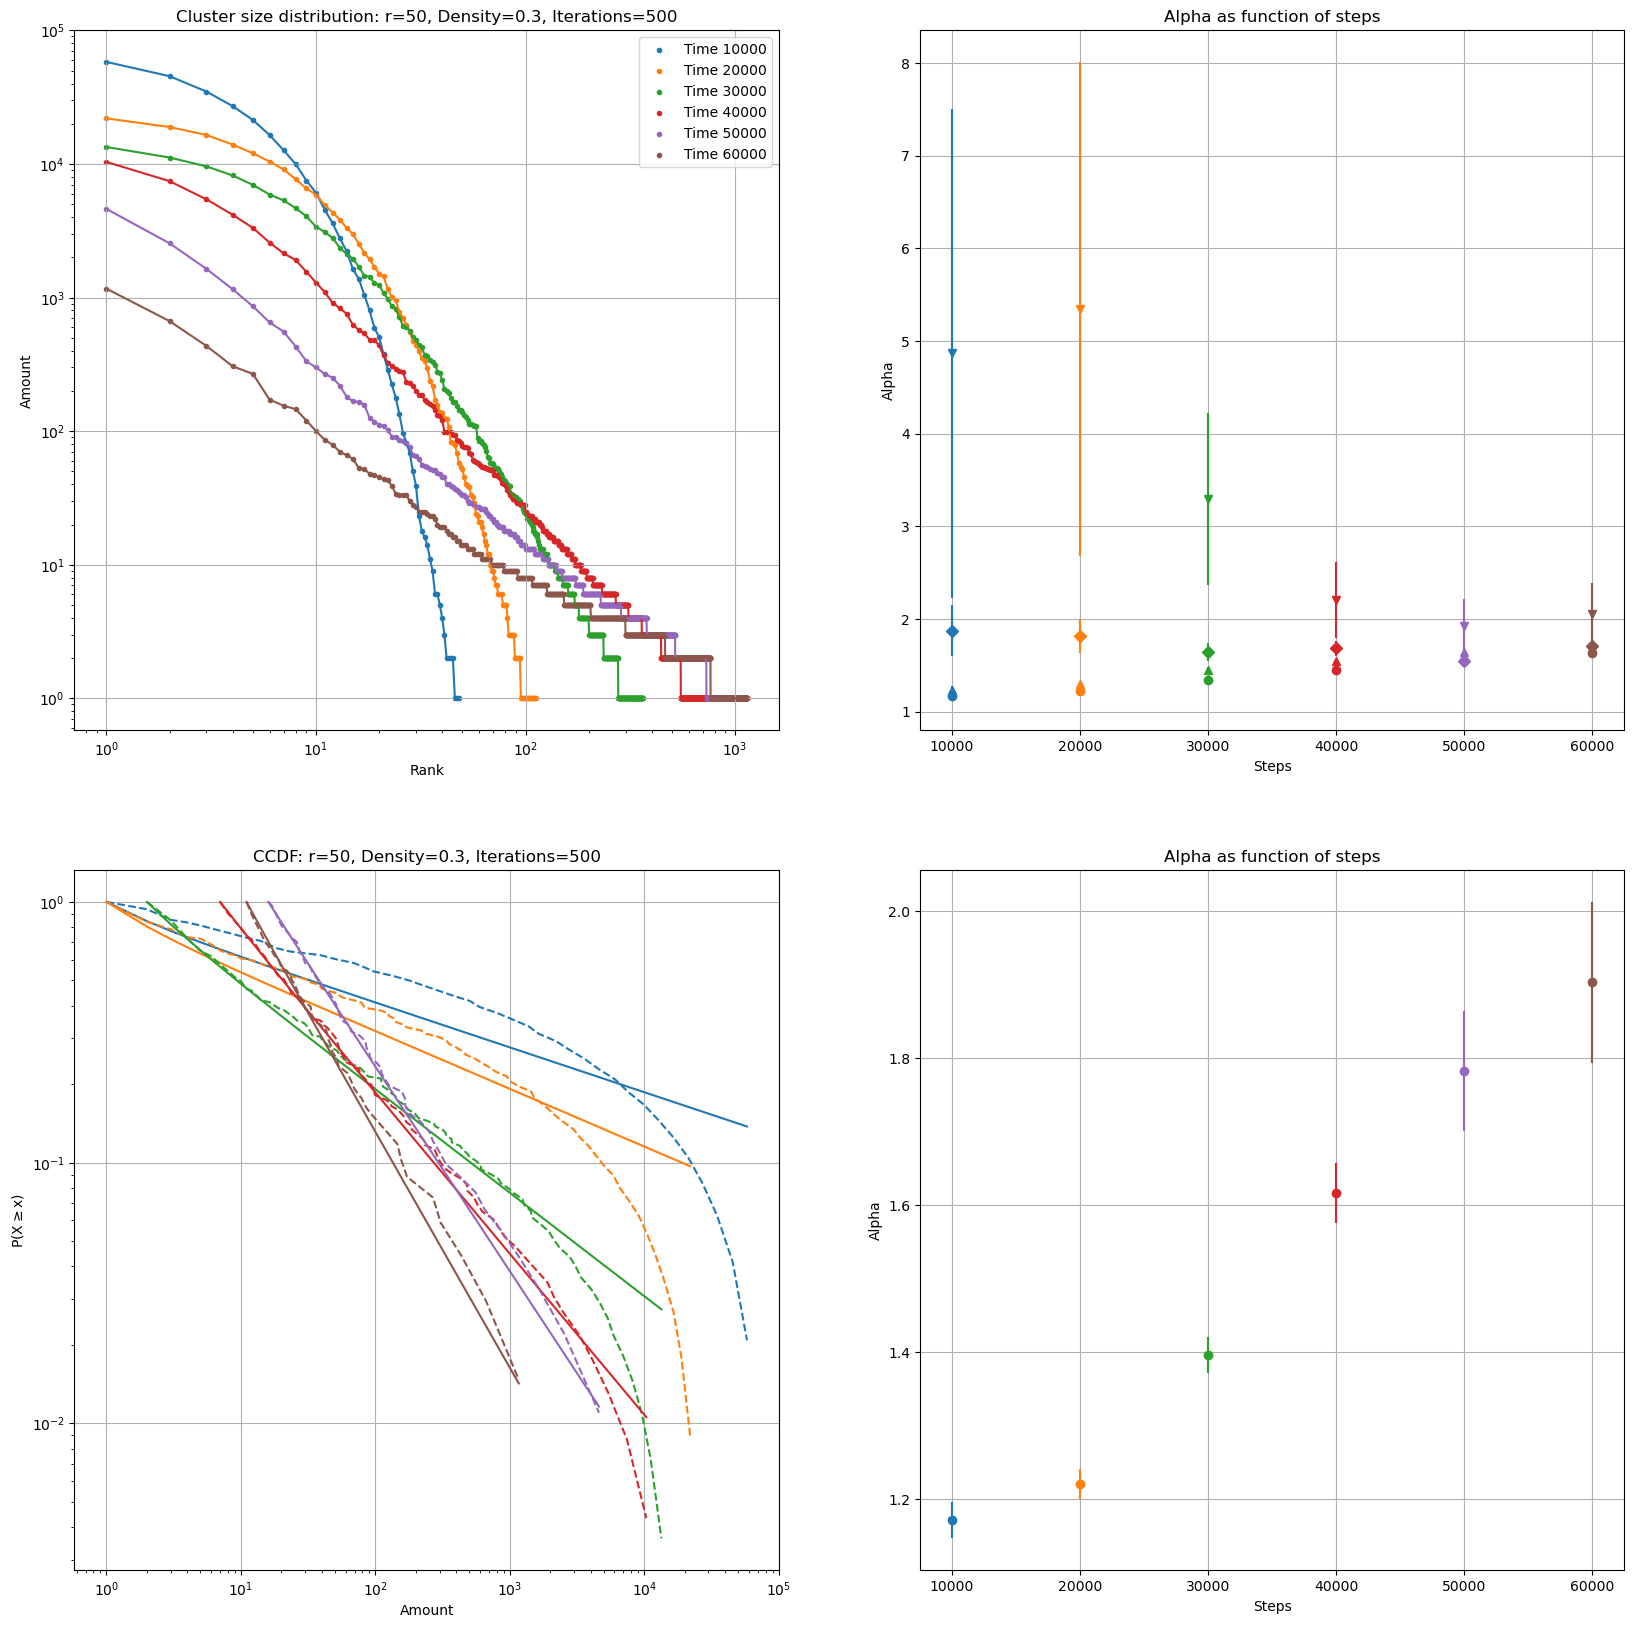 Cluster size distribution: r=50, Density=0.3, Iterations=500
Amount
10^5
10^4
10^3
10^2
10^1
10^0
Time 10000
Time 20000
Time 30000
Time 40000
Time 50000
Time 60000
10^0 10^1 10^2 10^3
Rank
Alpha as function of steps
Alpha
8
7
6
5
4
3
2
1
10000 20000 30000 40000 50000 60000
Steps
CCDF: r=50, Density=0.3, Iterations=500
P(X ≥ x)
10^0
10^−1
10^−2
10^0 10^1 10^2 10^3 10^4 10^5
Amount
Alpha as function of steps
Alpha
2.0
1.8
1.6
1.4
1.2
10000 20000 30000 40000 50000 60000
Steps